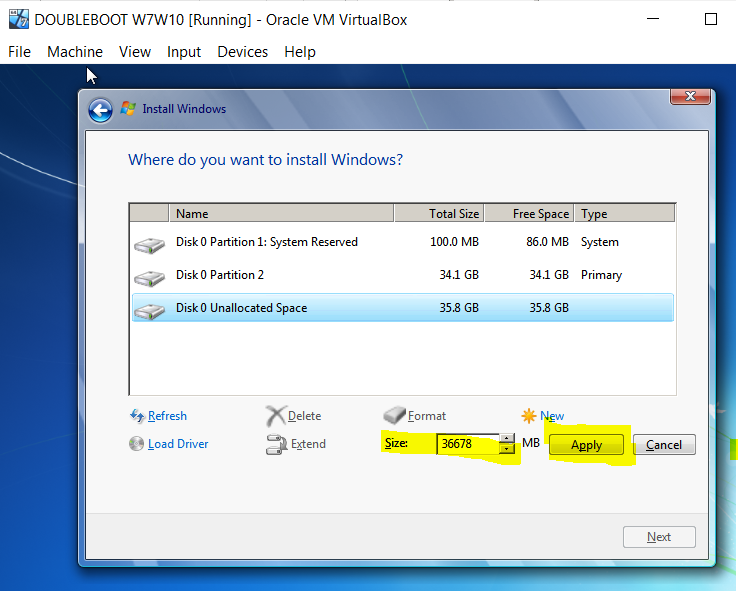 DOUBLEBOOT W7W10 [Running] - Oracle VM VirtualBox
File Machine View Input Devices Help
Install Windows
Where do you want to install Windows?
Name Total Size Free Space Type
Disk 0 Partition 1: System Reserved 100.0 MB 86.0 MB System
Disk 0 Partition 2 34.1 GB 34.1 GB Primary
Disk 0 Unallocated Space 35.8 GB 35.8 GB
Refresh Delete Format New
Load Driver Extend Size: 36678 MB Apply Cancel
Next